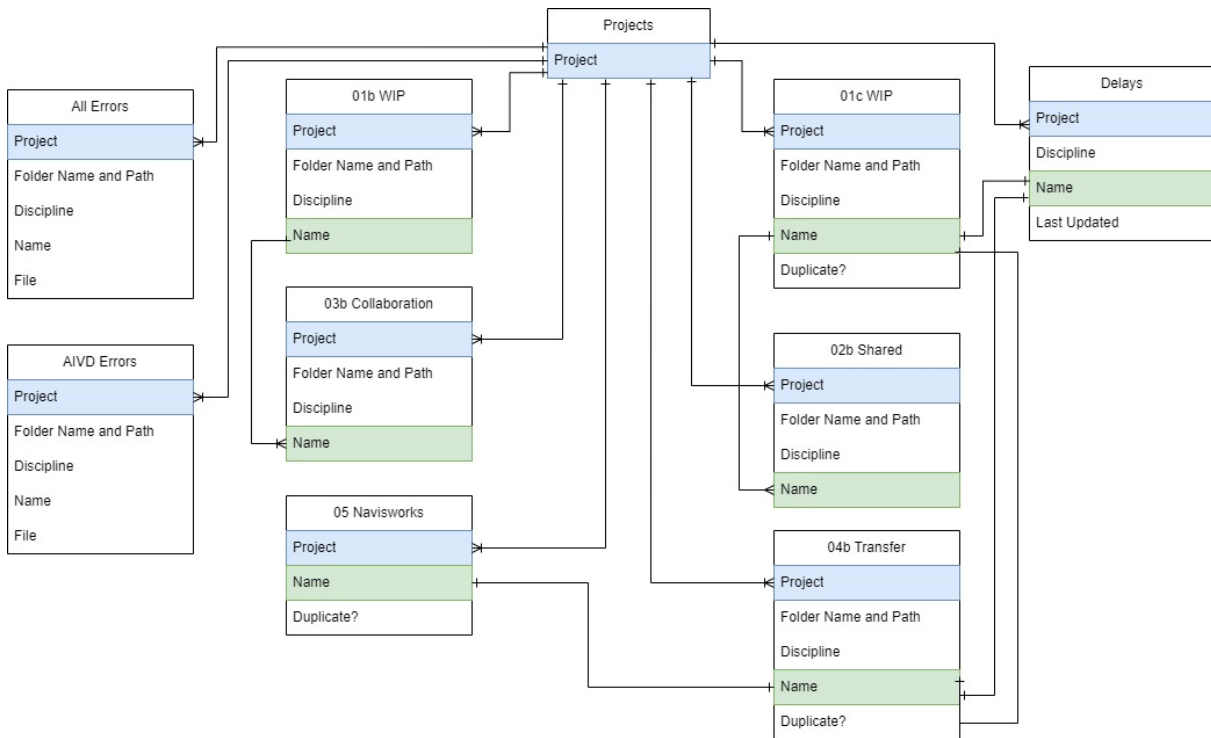 Projects
Project
All Errors
Project
Folder Name and Path
Discipline
Name
File
AIVD Errors
Project
Folder Name and Path
Discipline
Name
File
01b WIP
Project
Folder Name and Path
Discipline
Name
03b Collaboration
Project
Folder Name and Path
Discipline
Name
05 Navisworks
Project
Name
Duplicate?
01c WIP
Project
Folder Name and Path
Discipline
Name
Duplicate?
02b Shared
Project
Folder Name and Path
Discipline
Name
04b Transfer
Project
Folder Name and Path
Discipline
Name
Duplicate?
Delays
Project
Discipline
Name
Last Updated